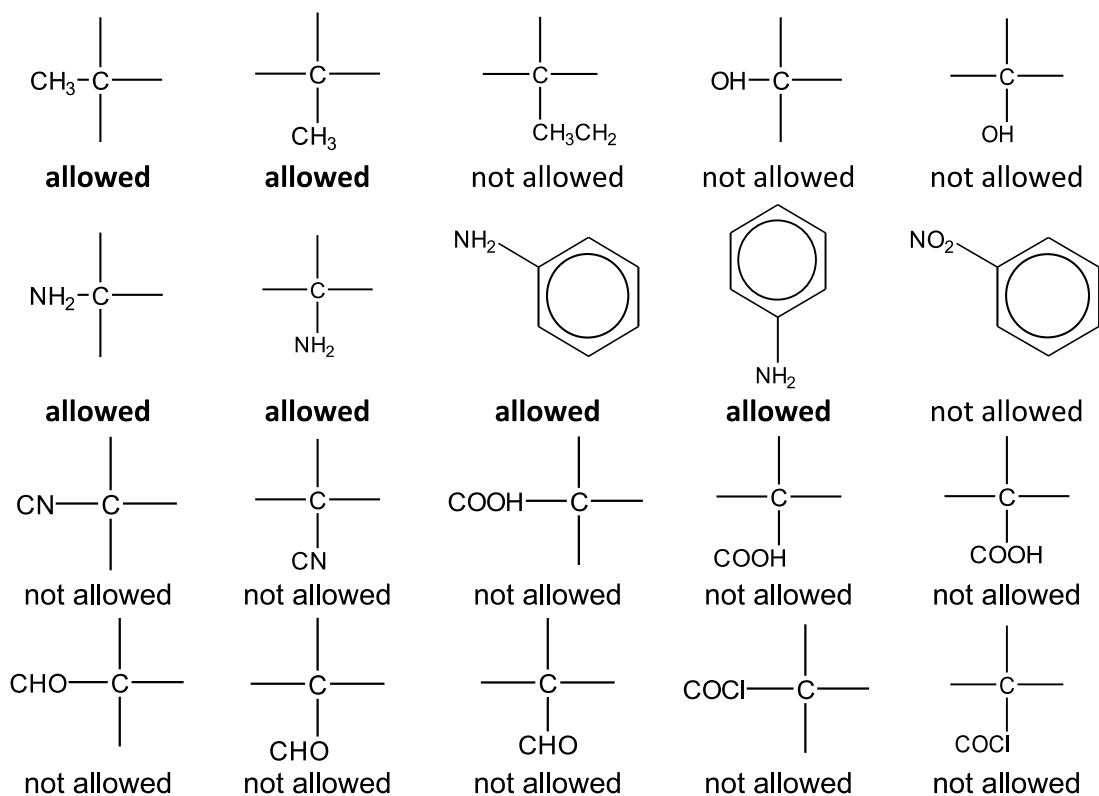 CH3 C C C OH C C
CH3 CH3CH2 OH
allowed allowed not allowed not allowed not allowed
NH2 C C NH2 NO2
NH2 NH2
allowed allowed allowed allowed not allowed
CN C C COOH C C C
CN COOH COOH
not allowed not allowed not allowed not allowed not allowed
CHO C C C COCl C C
CHO CHO COCl
not allowed not allowed not allowed not allowed not allowed